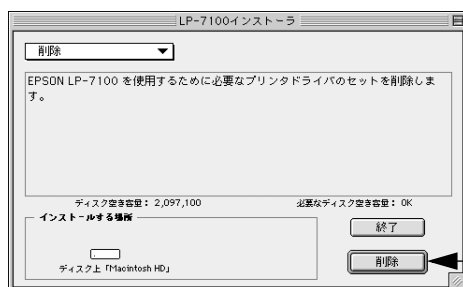 LP-7100インストーラ
削除
EPSON LP-7100 を使用するために必要なプリンタドライバのセットを削除しま
す。
ディスク空き容量： 2,097,100 必要なディスク空き容量： 0K
インストールする場所
終了
ディスク上「Macintosh HD」
削除